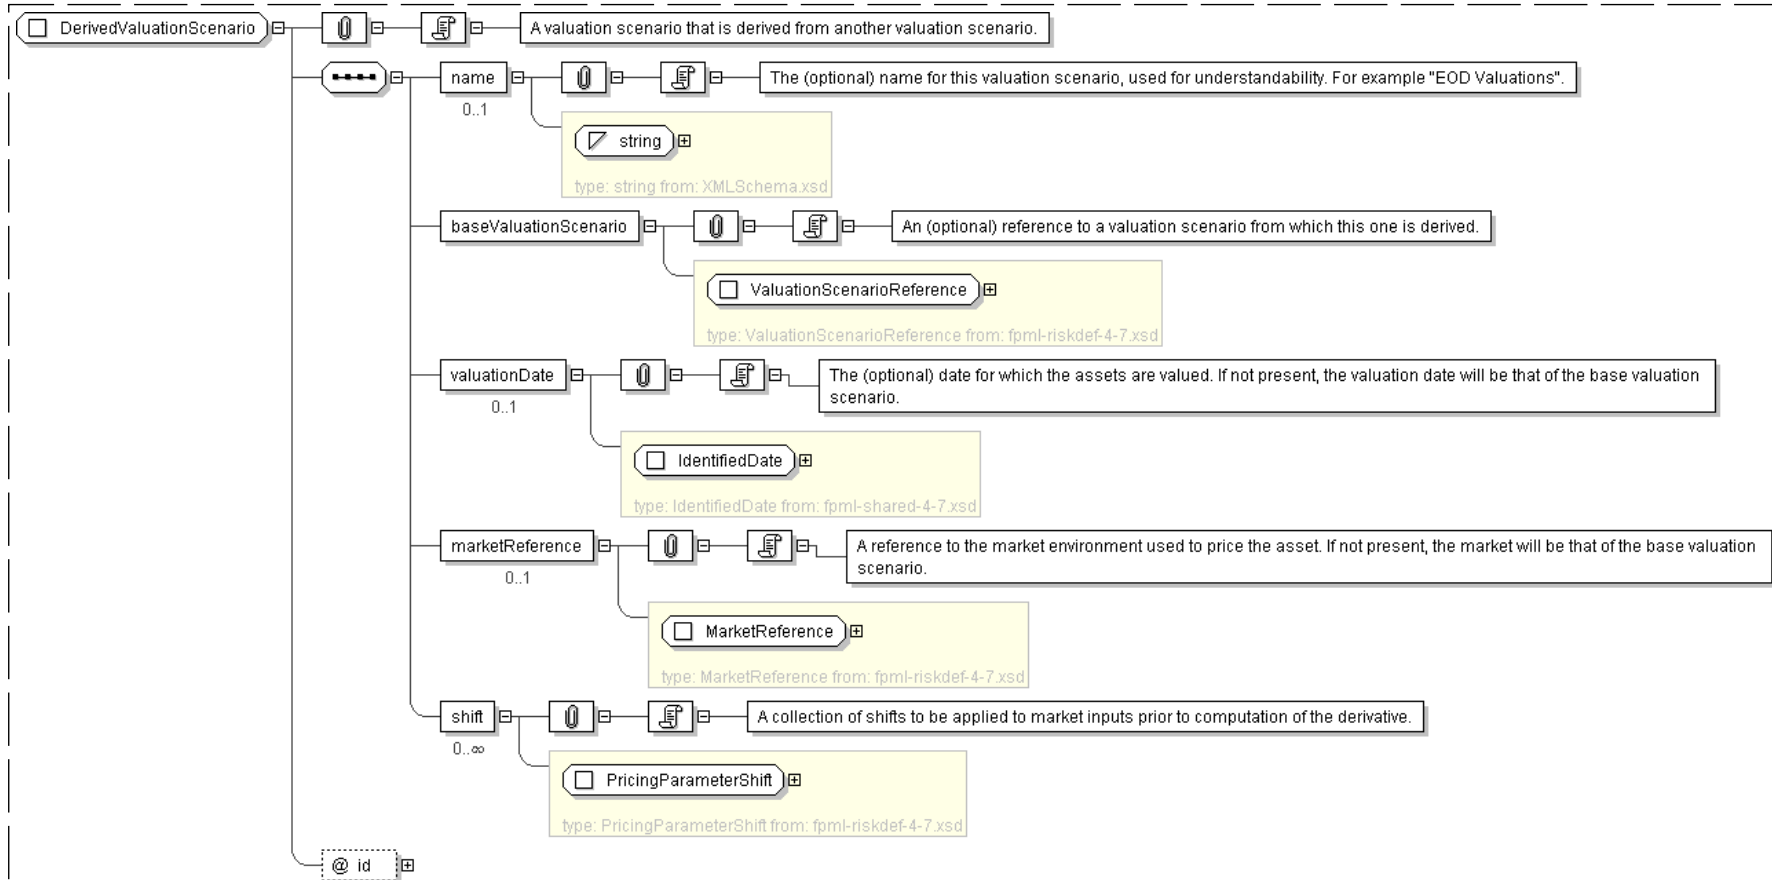 DerivedValuationScenario
A valuation scenario that is derived from another valuation scenario.
name
The (optional) name for this valuation scenario, used for understandability. For example "EOD Valuations".
0..1
string
type: string from: XMLSchema.xsd
baseValuationScenario
An (optional) reference to a valuation scenario from which this one is derived.
ValuationScenarioReference
type: ValuationScenarioReference from: fpml-riskdef-4-7.xsd
valuationDate
The (optional) date for which the assets are valued. If not present, the valuation date will be that of the base valuation
scenario.
0..1
IdentifiedDate
type: IdentifiedDate from: fpml-shared-4-7.xsd
marketReference
A reference to the market environment used to price the asset. If not present, the market will be that of the base valuation
scenario.
0..1
MarketReference
type: MarketReference from: fpml-riskdef-4-7.xsd
shift
A collection of shifts to be applied to market inputs prior to computation of the derivative.
0..∞
PricingParameterShift
type: PricingParameterShift from: fpml-riskdef-4-7.xsd
@ id